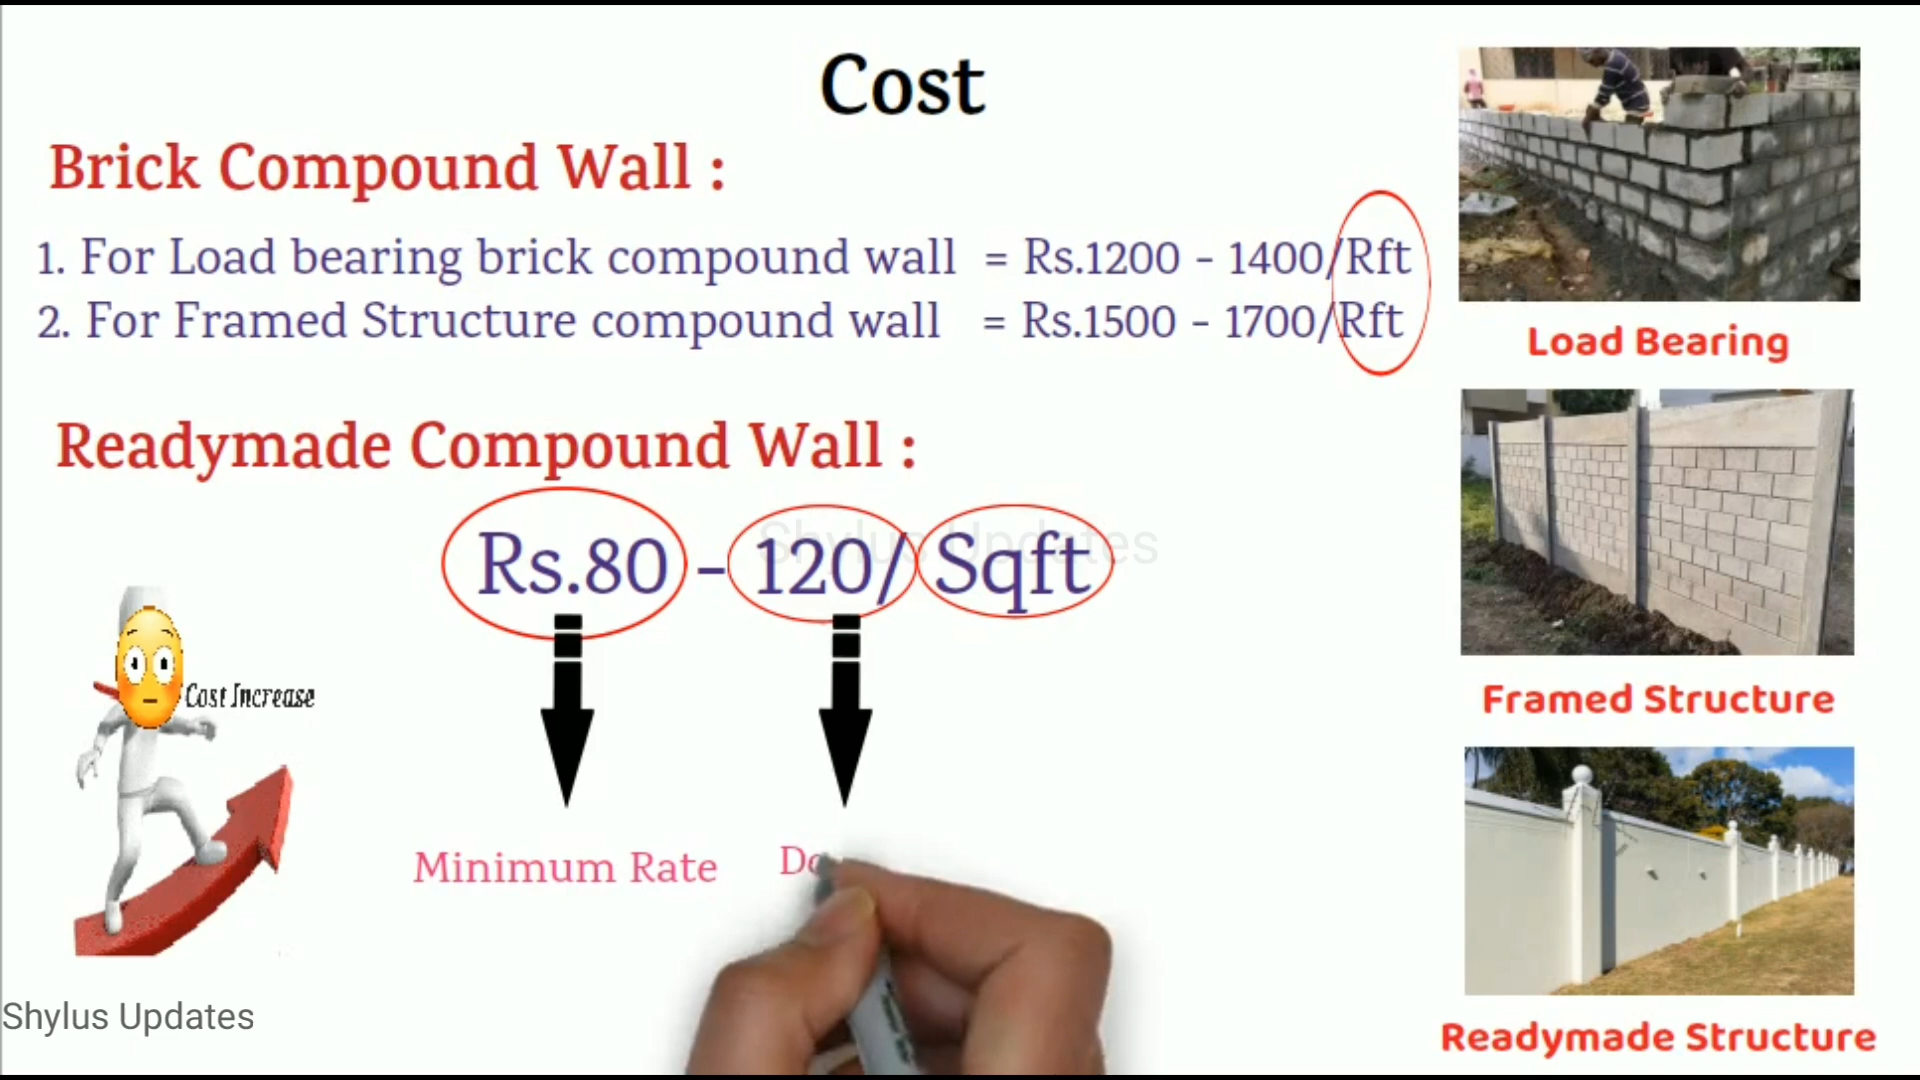 Cost
Brick Compound Wall :
1. For Load bearing brick compound wall = Rs.1200 - 1400/Rft
2. For Framed Structure compound wall = Rs.1500 - 1700/Rft
Load Bearing
Readymade Compound Wall :
Shylus Updates
Rs.80 - 120/ Sqft
Framed Structure
Cost Increase
Minimum Rate
Shylus Updates
Readymade Structure